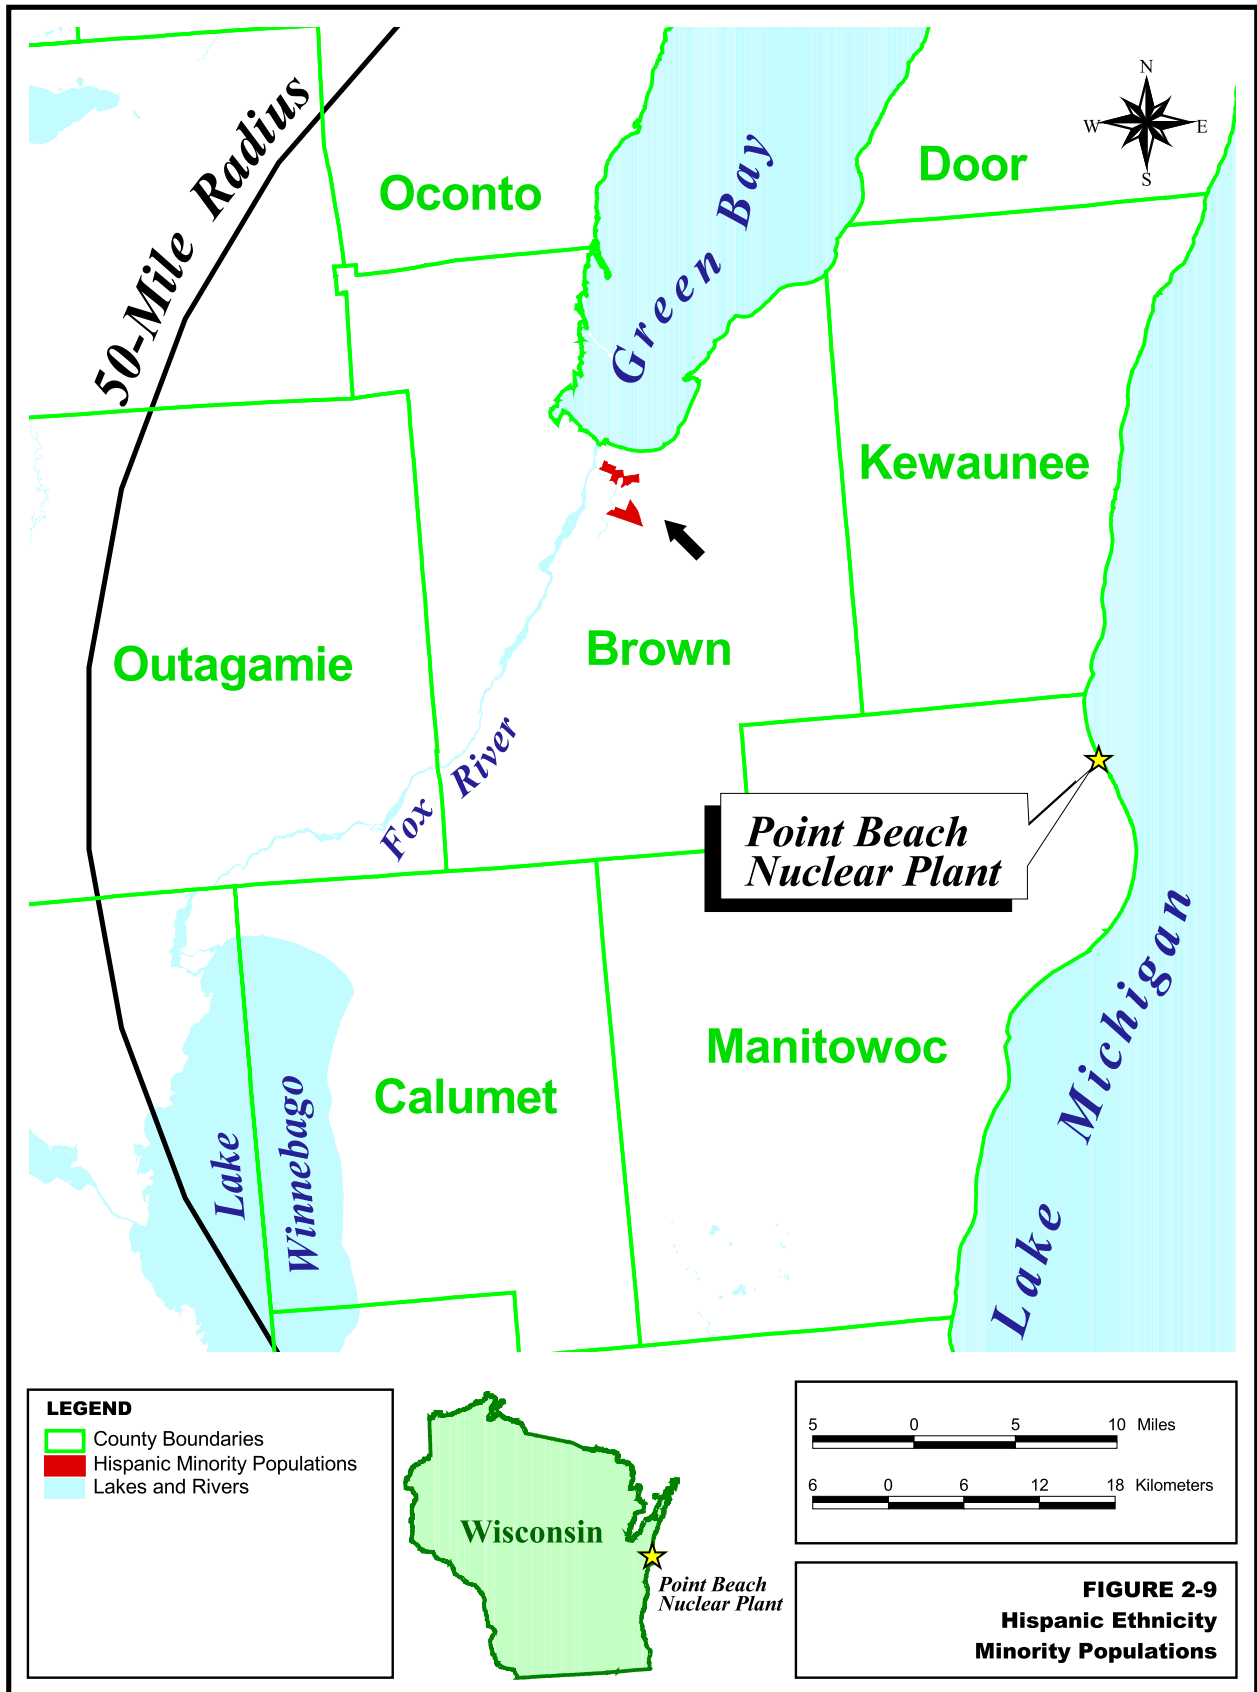 N
W E
S
50-Mile Radius
Oconto
Green Bay
Door
Kewaunee
Outagamie
Brown
Fox River
Point Beach
Nuclear Plant
Manitowoc
Calumet
Lake
Winnebago
Lake Michigan
LEGEND
County Boundaries
Hispanic Minority Populations
Lakes and Rivers
Wisconsin
Point Beach
Nuclear Plant
5 0 5 10 Miles
6 0 6 12 18 Kilometers
FIGURE 2-9
Hispanic Ethnicity
Minority Populations